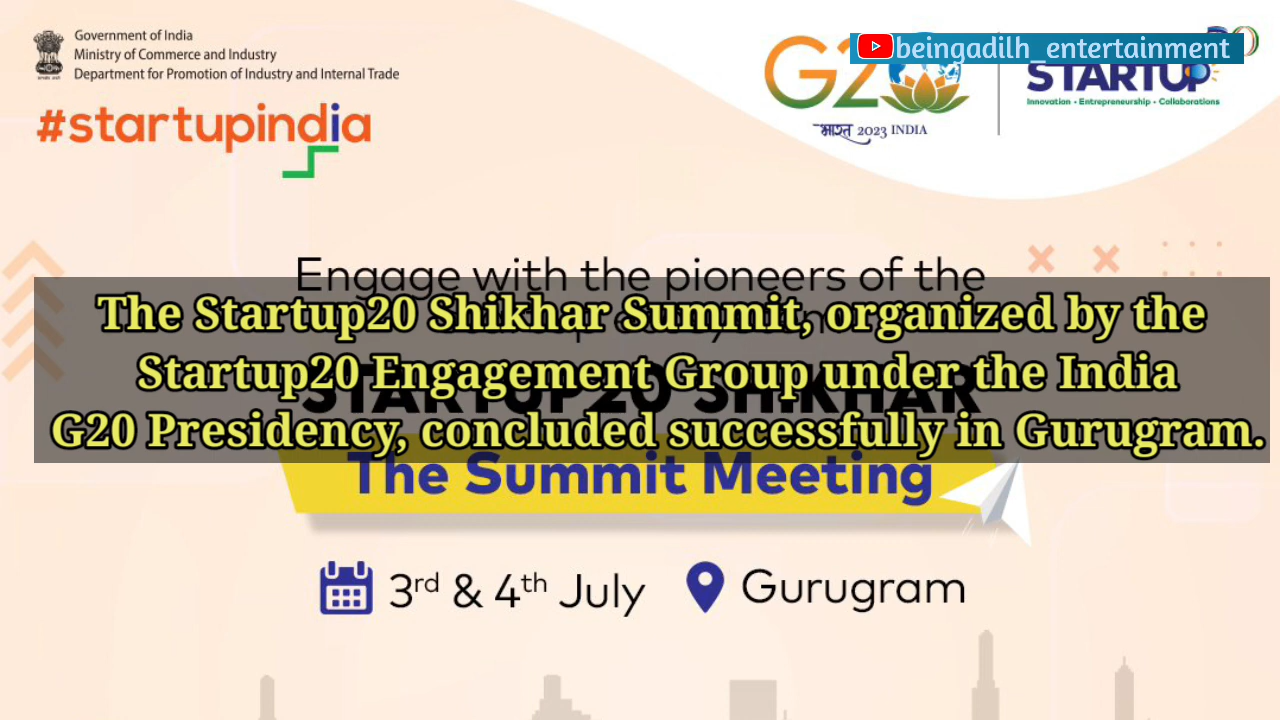 Government of India
Ministry of Commerce and Industry
Department for Promotion of Industry and Internal Trade
#startupindia
beingadilh_entertainment
G20
भारत 2023 INDIA
STARTUP
Innovation • Entrepreneurship • Collaborations
Engage with the pioneers of the
The Startup20 Shikhar Summit, organized by the
Startup20 Engagement Group under the India
G20 Presidency, concluded successfully in Gurugram.
STARTUP20 SHIKHAR
The Summit Meeting
3rd & 4th July
Gurugram